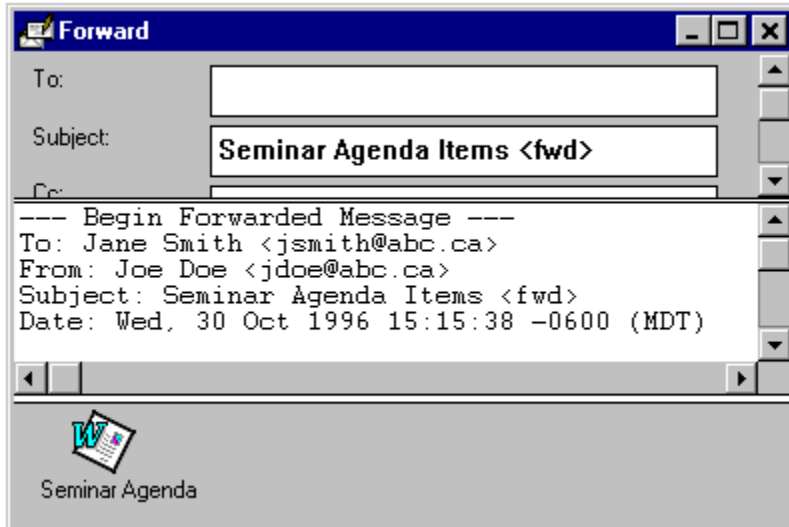 Forward
To:
Subject: Seminar Agenda Items <fwd>
Cc:
--- Begin Forwarded Message ---
To: Jane Smith <jsmith@abc.ca>
From: Joe Doe <jdoe@abc.ca>
Subject: Seminar Agenda Items <fwd>
Date: Wed, 30 Oct 1996 15:15:38 -0600 (MDT)
W
Seminar Agenda